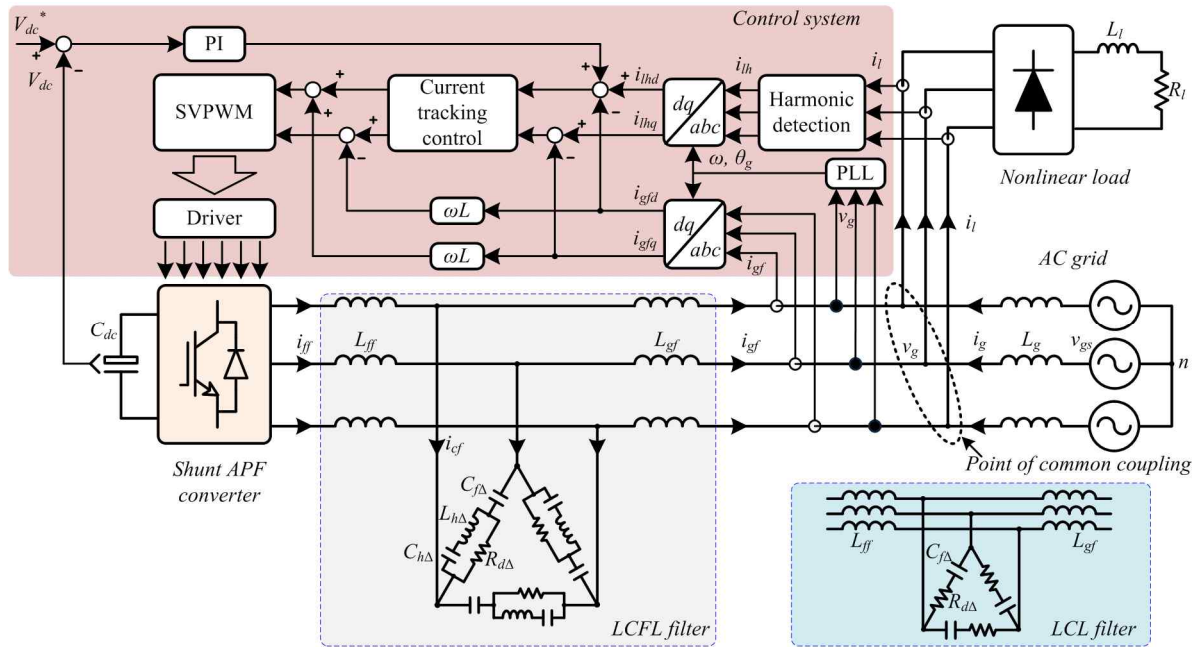 Control system
V_dc*
+
−
V_dc
PI
+
+
−
i_lhd
i_lh
i_l
L_l
R_l
SVPWM
+
+
Current
tracking
control
dq
abc
Harmonic
detection
+
−
+
−
i_lhq
ω, θ_g
PLL
Nonlinear load
Driver
ωL
i_gfd
dq
abc
v_g
i_l
ωL
i_gfq
i_gf
AC grid
C_dc
i_ff
L_ff
L_gf
i_gf
v_g
i_g
L_g
v_gs
n
Shunt APF
converter
i_cf
Point of common coupling
C_fΔ
L_hΔ
C_hΔ
R_dΔ
LCFL filter
L_ff
C_fΔ
L_gf
R_dΔ
LCL filter